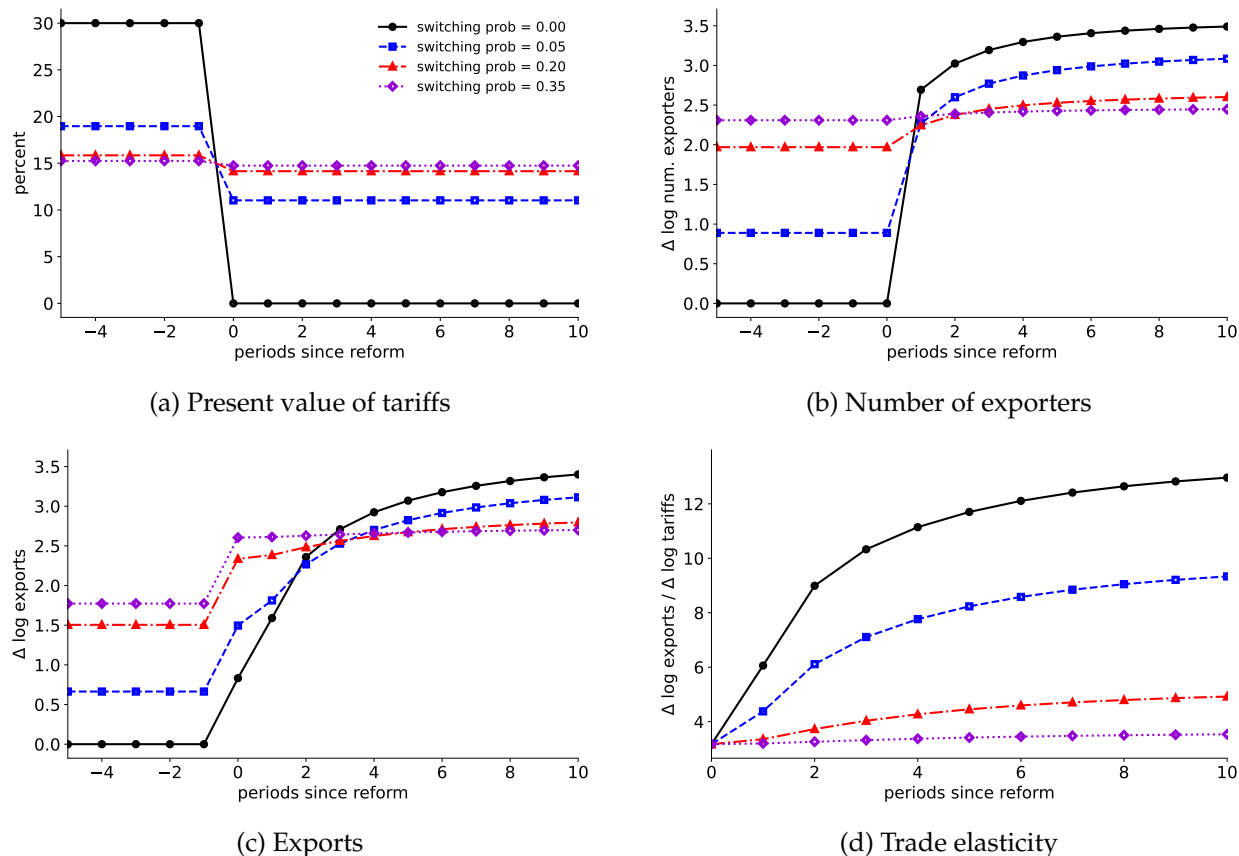 percent
30
25
20
15
10
5
0
−4 −2 0 2 4 6 8 10
periods since reform
switching prob = 0.00
switching prob = 0.05
switching prob = 0.20
switching prob = 0.35
(a) Present value of tariffs
Δ log num. exporters
3.5
3.0
2.5
2.0
1.5
1.0
0.5
0.0
−4 −2 0 2 4 6 8 10
periods since reform
(b) Number of exporters
Δ log exports
3.5
3.0
2.5
2.0
1.5
1.0
0.5
0.0
−4 −2 0 2 4 6 8 10
periods since reform
(c) Exports
Δ log exports / Δ log tariffs
12
10
8
6
4
0 2 4 6 8 10
periods since reform
(d) Trade elasticity